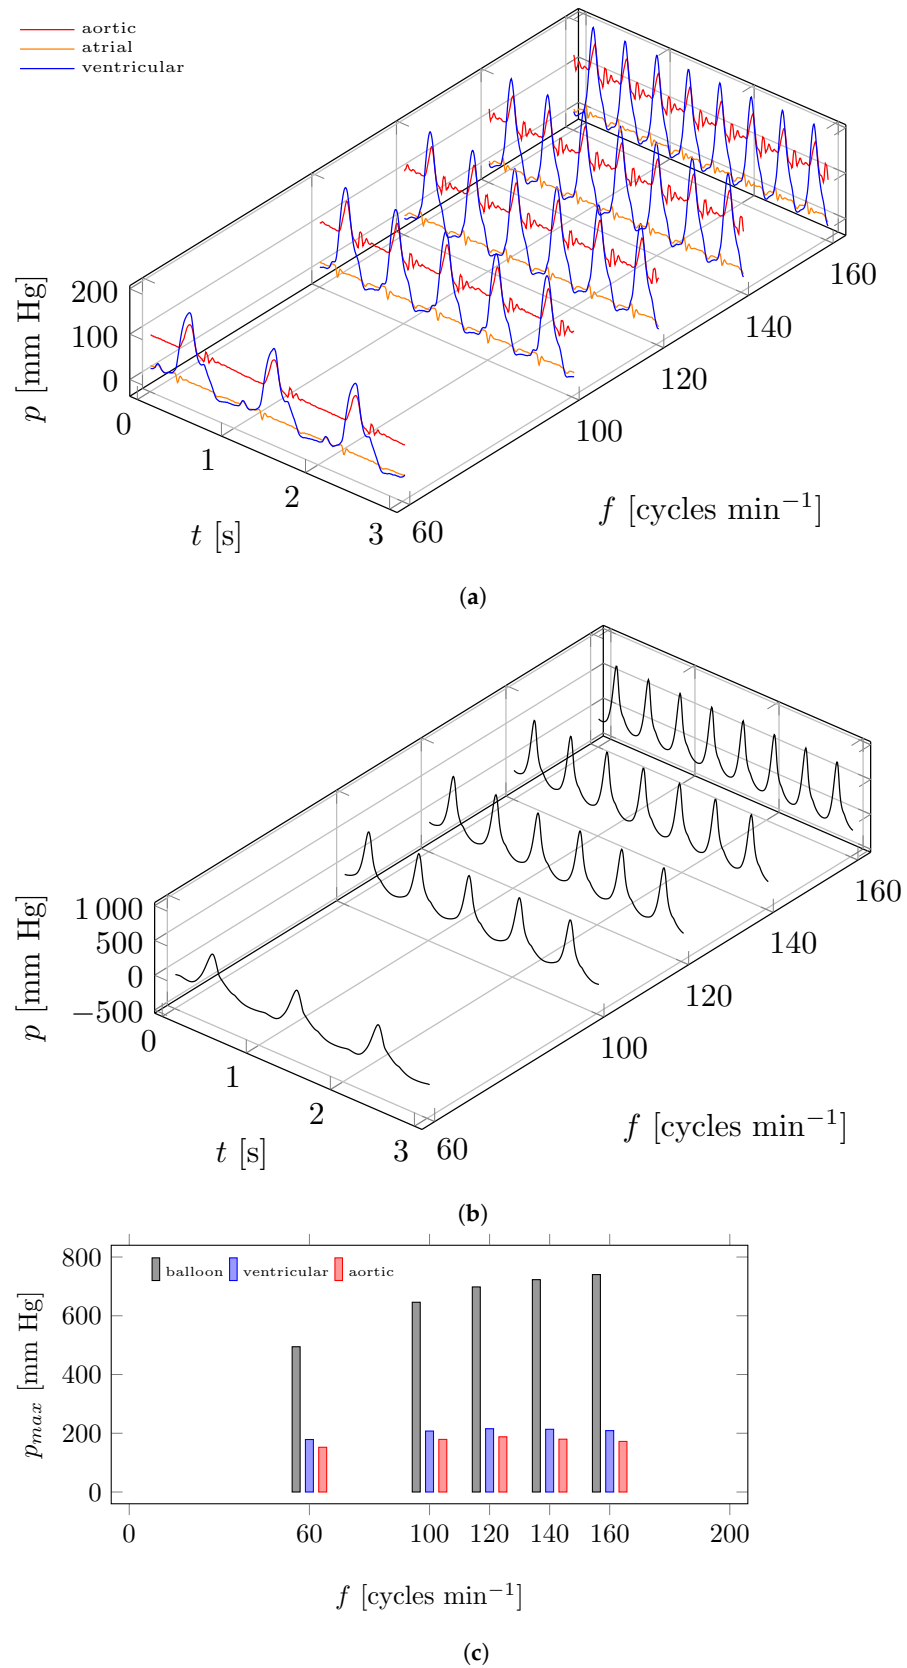 aortic
atrial
ventricular
200
100
0
p [mm Hg]
0
1
2
3
t [s]
60
100
120
140
160
f [cycles min⁻¹]
(a)
1 000
500
0
−500
p [mm Hg]
0
1
2
3
t [s]
60
100
120
140
160
f [cycles min⁻¹]
(b)
800
600
400
200
0
p_max [mm Hg]
balloon ventricular aortic
0 60 100 120 140 160 200
f [cycles min⁻¹]
(c)